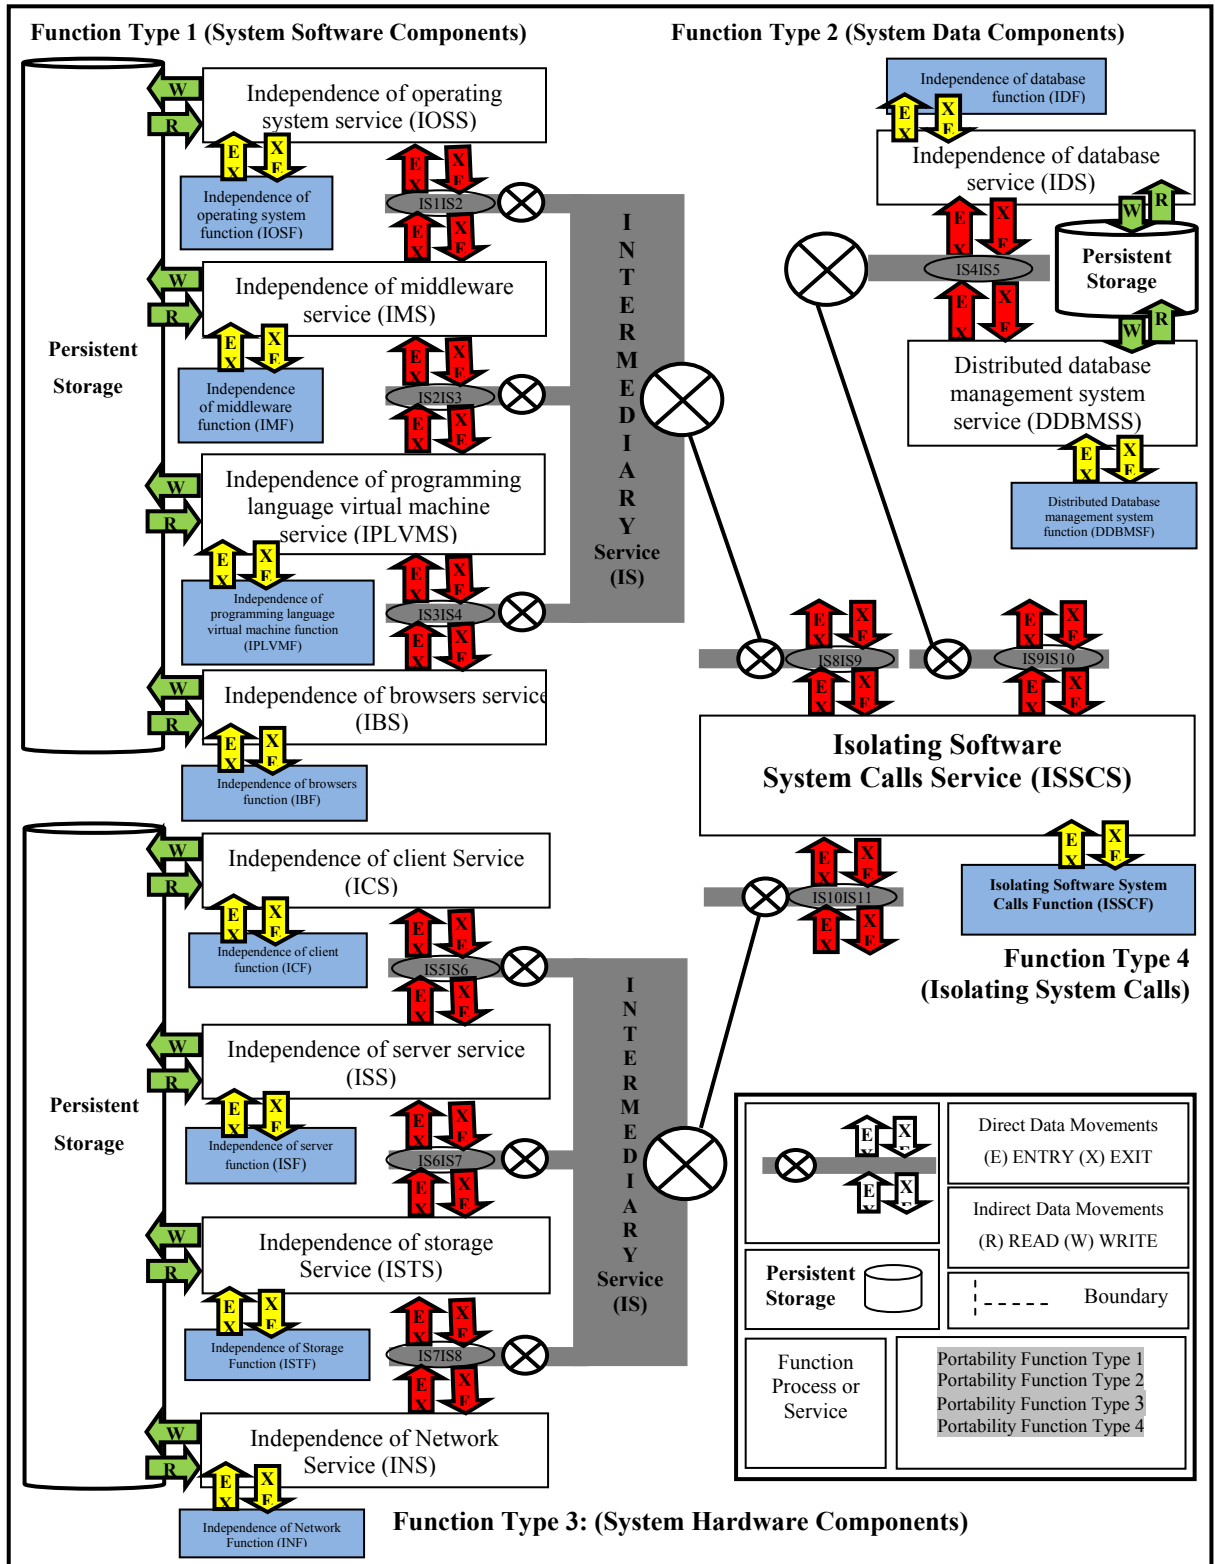 Function Type 1 (System Software Components)
W
R
Independence of operating
system service (IOSS)
E
X
X
E
Independence of
operating system
function (IOSF)
E
X
X
E
IS1IS2
E
X
X
E
W
R
Independence of middleware
service (IMS)
E
X
X
E
Independence
of middleware
function (IMF)
E
X
X
E
IS2IS3
E
X
X
E
Persistent
Storage
W
R
Independence of programming
language virtual machine
service (IPLVMS)
E
X
X
E
Independence of
programming language
virtual machine function
(IPLVMF)
E
X
X
E
IS3IS4
E
X
X
E
W
R
Independence of browsers service
(IBS)
E
X
X
E
Independence of browsers
function (IBF)
I
N
T
E
R
M
E
D
I
A
R
Y
Service
(IS)
Function Type 2 (System Data Components)
Independence of database
function (IDF)
E
X
X
E
Independence of database
service (IDS)
E
X
X
E
IS4IS5
E
X
X
E
W
R
Persistent
Storage
W
R
Distributed database
management system
service (DDBMSS)
E
X
X
E
Distributed Database
management system
function (DDBMSF)
E
X
X
E
IS8IS9
E
X
X
E
E
X
X
E
IS9IS10
E
X
X
E
Isolating Software
System Calls Service (ISSCS)
E
X
X
E
Isolating Software System
Calls Function (ISSCF)
E
X
X
E
IS10IS11
E
X
X
E
Function Type 4
(Isolating System Calls)
W
R
Independence of client Service
(ICS)
E
X
X
E
Independence of client
function (ICF)
IS5IS6
E
X
X
E
E
X
X
E
W
R
Independence of server service
(ISS)
E
X
X
E
Independence of server
function (ISF)
E
X
X
E
IS6IS7
E
X
X
E
Persistent
Storage
W
R
Independence of storage
Service (ISTS)
E
X
X
E
Independence of Storage
Function (ISTF)
E
X
X
E
IS7IS8
E
X
X
E
W
R
Independence of Network
Service (INS)
E
X
X
E
Independence of Network
Function (INF)
I
N
T
E
R
M
E
D
I
A
R
Y
Service
(IS)
Function Type 3: (System Hardware Components)
E
X
X
E
E
X
X
E
Direct Data Movements
(E) ENTRY (X) EXIT
Indirect Data Movements
(R) READ (W) WRITE
Persistent
Storage
Boundary
Function
Process or
Service
Portability Function Type 1
Portability Function Type 2
Portability Function Type 3
Portability Function Type 4